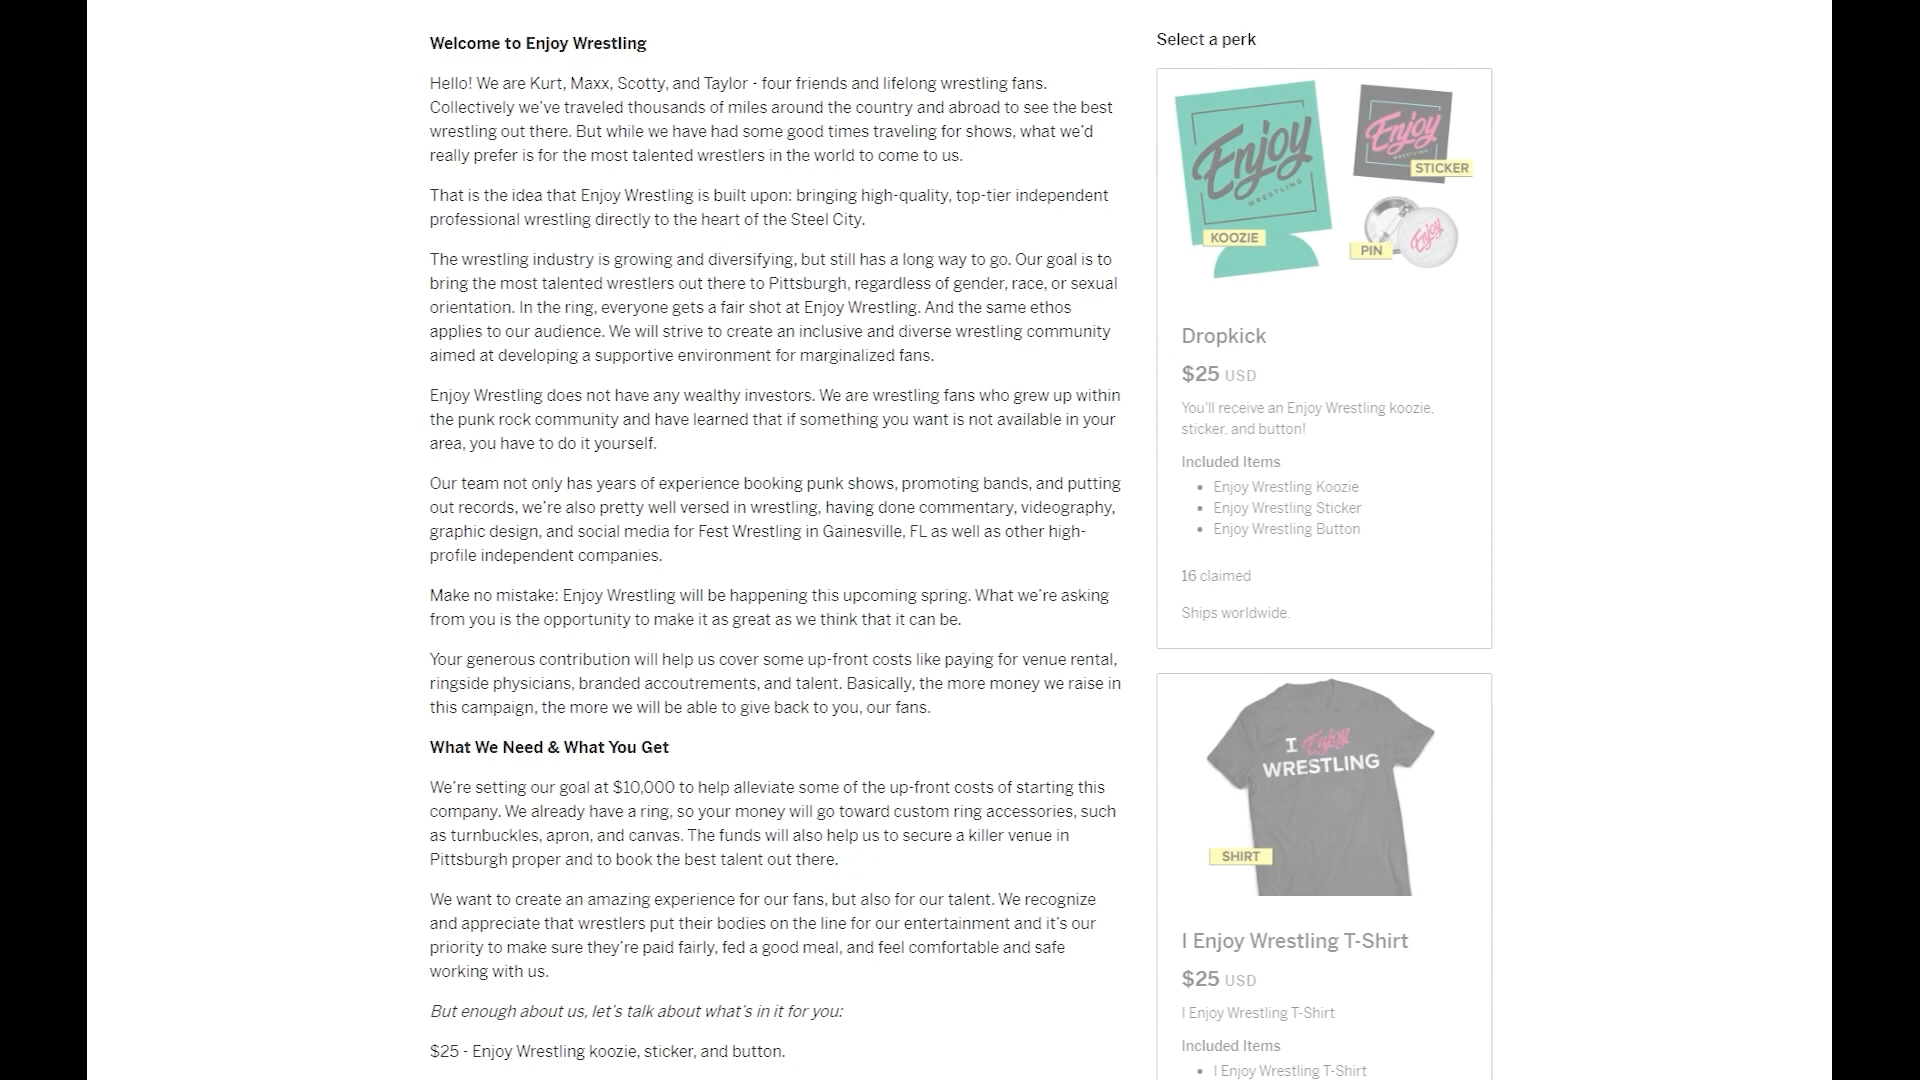 Welcome to Enjoy Wrestling
Hello! We are Kurt, Maxx, Scotty, and Taylor - four friends and lifelong wrestling fans.
Collectively we've traveled thousands of miles around the country and abroad to see the best
wrestling out there. But while we have had some good times traveling for shows, what we'd
really prefer is for the most talented wrestlers in the world to come to us.
That is the idea that Enjoy Wrestling is built upon: bringing high-quality, top-tier independent
professional wrestling directly to the heart of the Steel City.
The wrestling industry is growing and diversifying, but still has a long way to go. Our goal is to
bring the most talented wrestlers out there to Pittsburgh, regardless of gender, race, or sexual
orientation. In the ring, everyone gets a fair shot at Enjoy Wrestling. And the same ethos
applies to our audience. We will strive to create an inclusive and diverse wrestling community
aimed at developing a supportive environment for marginalized fans.
Enjoy Wrestling does not have any wealthy investors. We are wrestling fans who grew up within
the punk rock community and have learned that if something you want is not available in your
area, you have to do it yourself.
Our team not only has years of experience booking punk shows, promoting bands, and putting
out records, we're also pretty well versed in wrestling, having done commentary, videography,
graphic design, and social media for Fest Wrestling in Gainesville, FL as well as other high-
profile independent companies.
Make no mistake: Enjoy Wrestling will be happening this upcoming spring. What we're asking
from you is the opportunity to make it as great as we think that it can be.
Your generous contribution will help us cover some up-front costs like paying for venue rental,
ringside physicians, branded accoutrements, and talent. Basically, the more money we raise in
this campaign, the more we will be able to give back to you, our fans.
What We Need & What You Get
We're setting our goal at $10,000 to help alleviate some of the up-front costs of starting this
company. We already have a ring, so your money will go toward custom ring accessories, such
as turnbuckles, apron, and canvas. The funds will also help us to secure a killer venue in
Pittsburgh proper and to book the best talent out there.
We want to create an amazing experience for our fans, but also for our talent. We recognize
and appreciate that wrestlers put their bodies on the line for our entertainment and it's our
priority to make sure they're paid fairly, fed a good meal, and feel comfortable and safe
working with us.
But enough about us, let's talk about what's in it for you:
$25 - Enjoy Wrestling koozie, sticker, and button.
Select a perk
Enjoy
WRESTLING
KOOZIE
Enjoy
WRESTLING
STICKER
Enjoy
PIN
Dropkick
$25 USD
You'll receive an Enjoy Wrestling koozie,
sticker, and button!
Included Items
• Enjoy Wrestling Koozie
• Enjoy Wrestling Sticker
• Enjoy Wrestling Button
16 claimed
Ships worldwide.
I Enjoy
WRESTLING
SHIRT
I Enjoy Wrestling T-Shirt
$25 USD
I Enjoy Wrestling T-Shirt
Included Items
• I Enjoy Wrestling T-Shirt